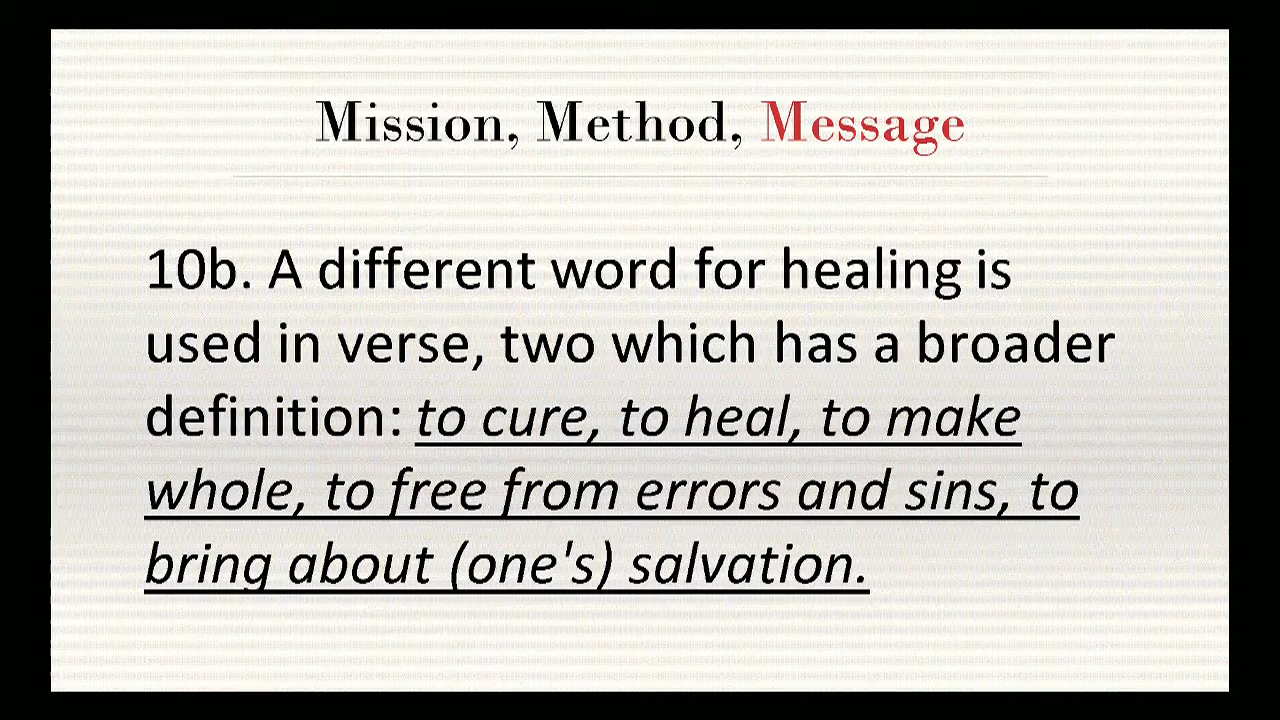 Mission, Method, Message
10b. A different word for healing is
used in verse, two which has a broader
definition: to cure, to heal, to make
whole, to free from errors and sins, to
bring about (one's) salvation.